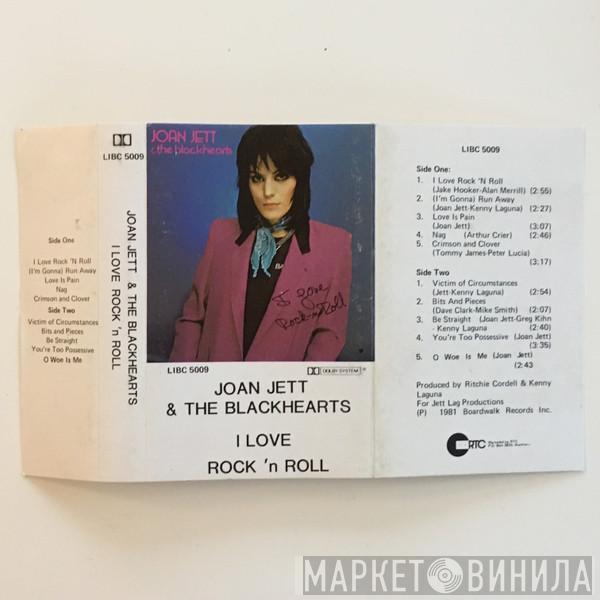 Side One
I Love Rock 'N Roll
(I'm Gonna) Run Away
Love Is Pain
Nag
Crimson and Clover
Side Two
Victim of Circumstances
Bits and Pieces
Be Straight
You're Too Possessive
O Woe Is Me
LIBC 5009
JOAN JETT & THE BLACKHEARTS
I LOVE ROCK 'n ROLL
JOAN JETT
& the blackhearts
I love
Rock-n-Roll
LIBC 5009
DOLBY SYSTEM
JOAN JETT
& THE BLACKHEARTS
I LOVE
ROCK 'n ROLL
LIBC 5009
Side One:
1. I Love Rock 'N Roll
(Jake Hooker-Alan Merrill) (2:55)
2. (I'm Gonna) Run Away
(Joan Jett-Kenny Laguna) (2:27)
3. Love Is Pain
(Joan Jett) (3:07)
4. Nag (Arthur Crier) (2:46)
5. Crimson and Clover
(Tommy James-Peter Lucia)
(3:17)
Side Two
1. Victim of Circumstances
(Jett-Kenny Laguna) (2:54)
2. Bits And Pieces
(Dave Clark-Mike Smith) (2:07)
3. Be Straight (Joan Jett-Greg Kihn
- Kenny Laguna) (2:40)
4. You're Too Possessive (Joan Jett)
(3:35)
5. O Woe Is Me (Joan Jett)
(2:43
Produced by Ritchie Cordell & Kenny
Laguna
For Jett Lag Productions
(P) 1981 Boardwalk Records Inc.
RTC
Marketed by RTC
P.O. Box
МАРКЕТ ВИНИЛА